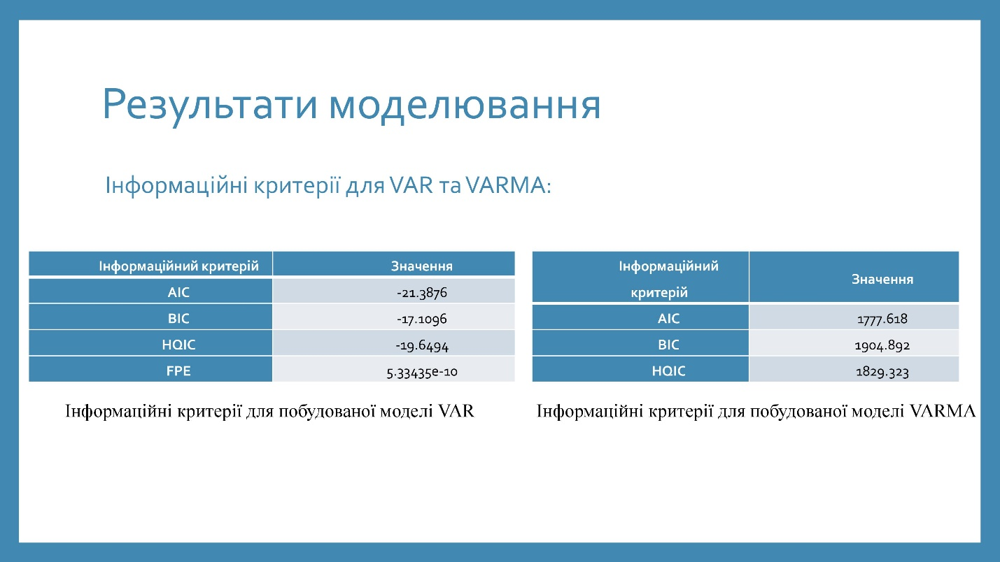 Результати моделювання
Інформаційні критерії для VAR та VARMA:
Інформаційний критерій Значення
AIC -21.3876
BIC -17.1096
HQIC -19.6494
FPE 5.33435e-10
Інформаційні критерії для побудованої моделі VAR
Інформаційний
критерій
Значення
AIC 1777.618
BIC 1904.892
HQIC 1829.323
Інформаційні критерії для побудованої моделі VARMA